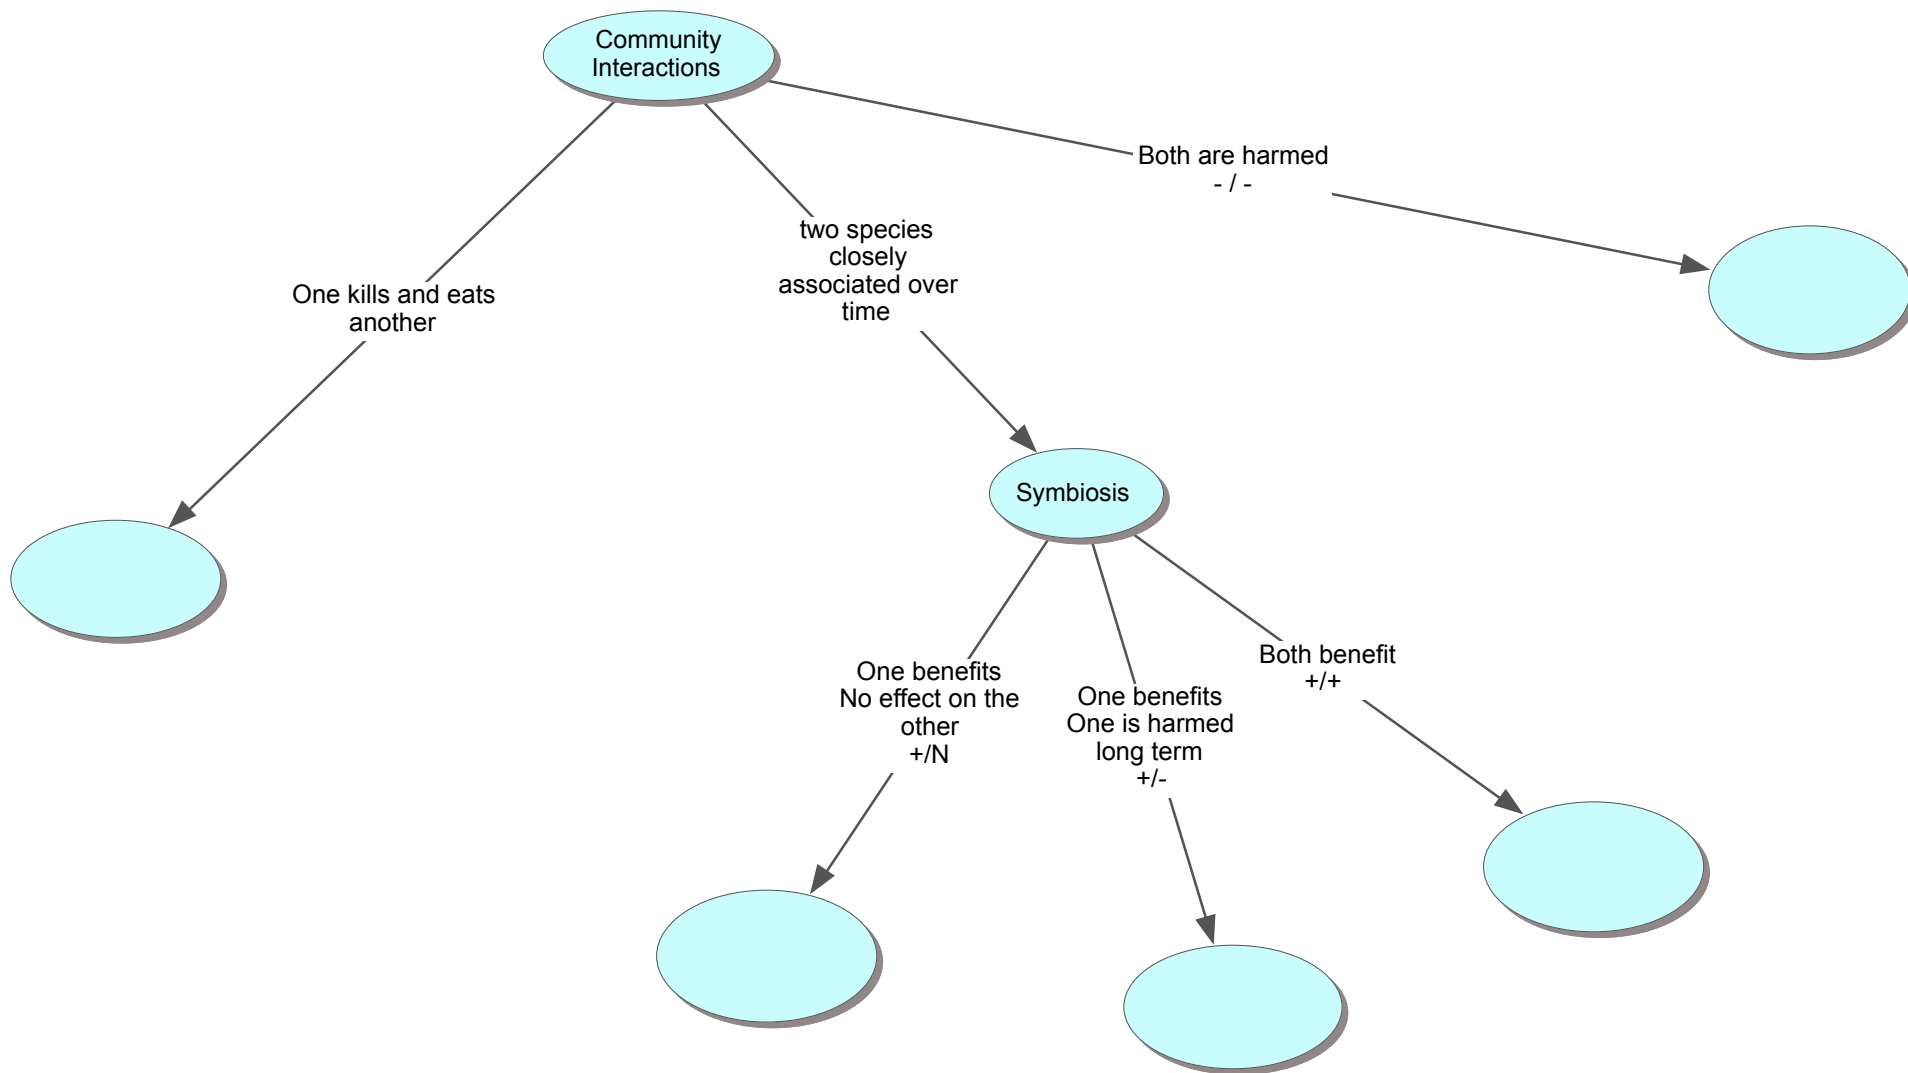 Community
Interactions
Both are harmed
- / -
two species
closely
associated over
time
One kills and eats
another
Symbiosis
One benefits
No effect on the
other
+/N
One benefits
One is harmed
long term
+/-
Both benefit
+/+